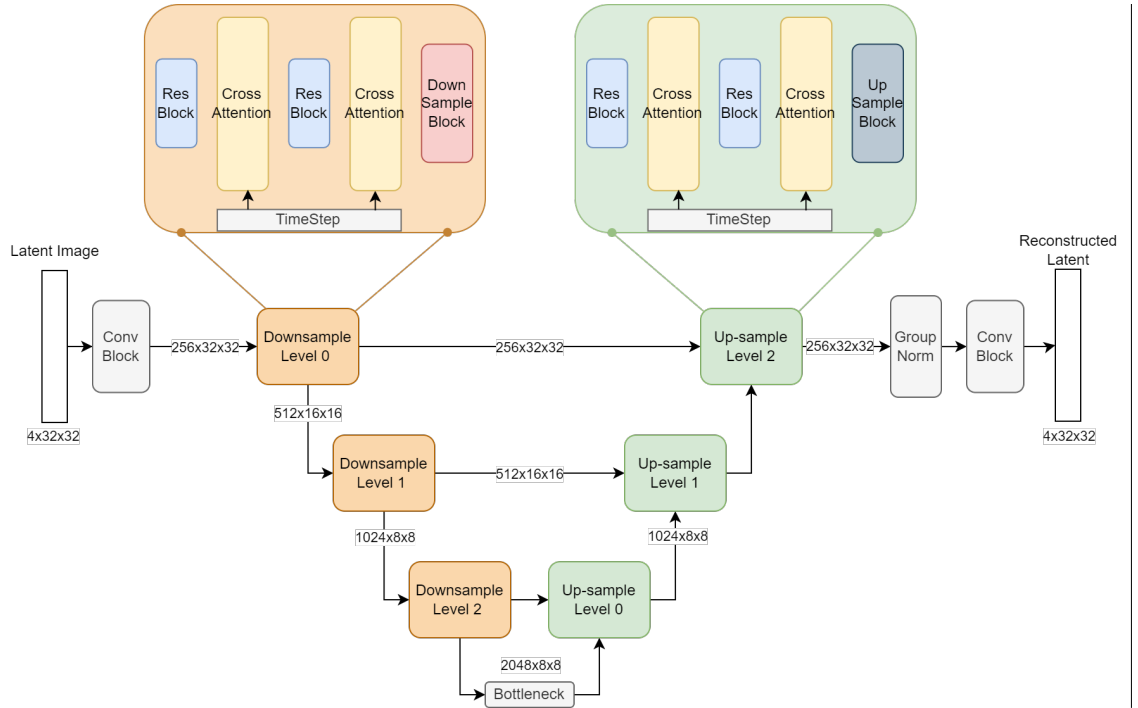 Res
Block
Cross
Attention
Res
Block
Cross
Attention
Down
Sample
Block
TimeStep
Res
Block
Cross
Attention
Res
Block
Cross
Attention
Up
Sample
Block
TimeStep
Latent Image
4x32x32
Conv
Block
256x32x32
Downsample
Level 0
256x32x32
Up-sample
Level 2
256x32x32
Group
Norm
Conv
Block
Reconstructed
Latent
4x32x32
512x16x16
Downsample
Level 1
512x16x16
Up-sample
Level 1
1024x8x8
1024x8x8
Downsample
Level 2
Up-sample
Level 0
2048x8x8
Bottleneck